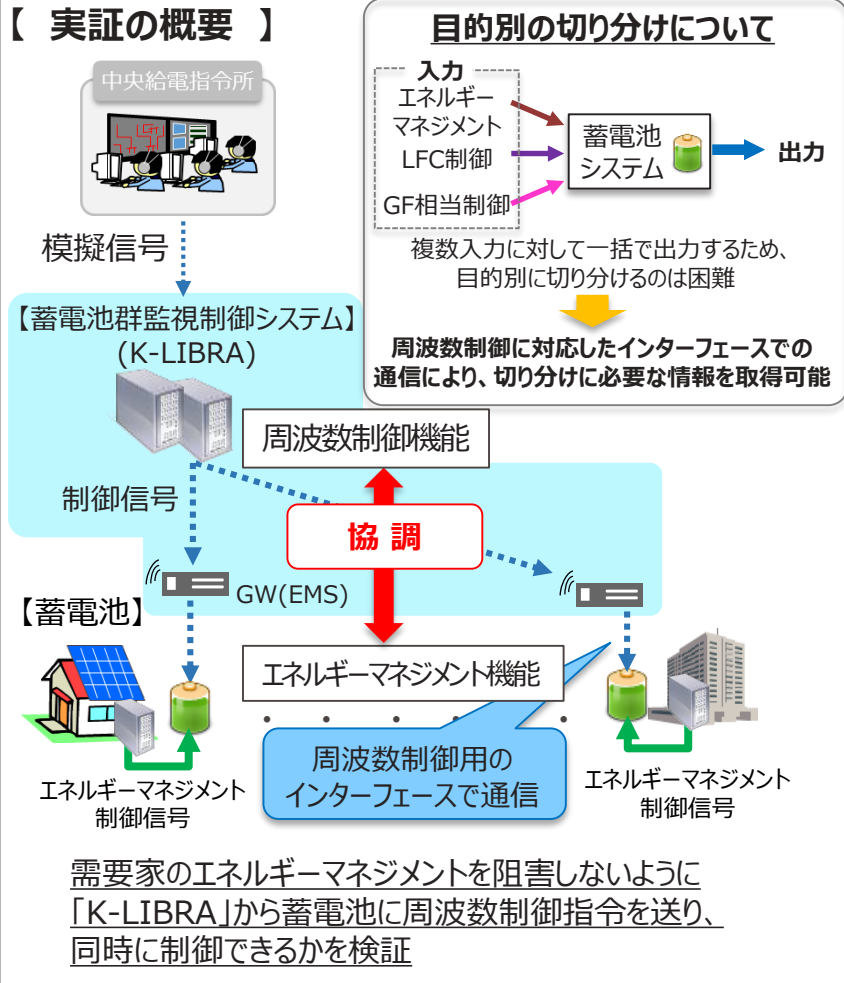 【 実証の概要 】
中央給電指令所
模擬信号
【蓄電池群監視制御システム】
(K-LIBRA)
周波数制御機能
制御信号
協 調
GW(EMS)
【蓄電池】
エネルギーマネジメント機能
・ ・ ・ ・ ・ ・
周波数制御用の
インターフェースで通信
エネルギーマネジメント
制御信号
エネルギーマネジメント
制御信号
目的別の切り分けについて
入力
エネルギー
マネジメント
LFC制御
GF相当制御
蓄電池
システム
出力
複数入力に対して一括で出力するため、
目的別に切り分けるのは困難
周波数制御に対応したインターフェースでの
通信により、切り分けに必要な情報を取得可能
需要家のエネルギーマネジメントを阻害しないように
「K-LIBRA」から蓄電池に周波数制御指令を送り、
同時に制御できるかを検証